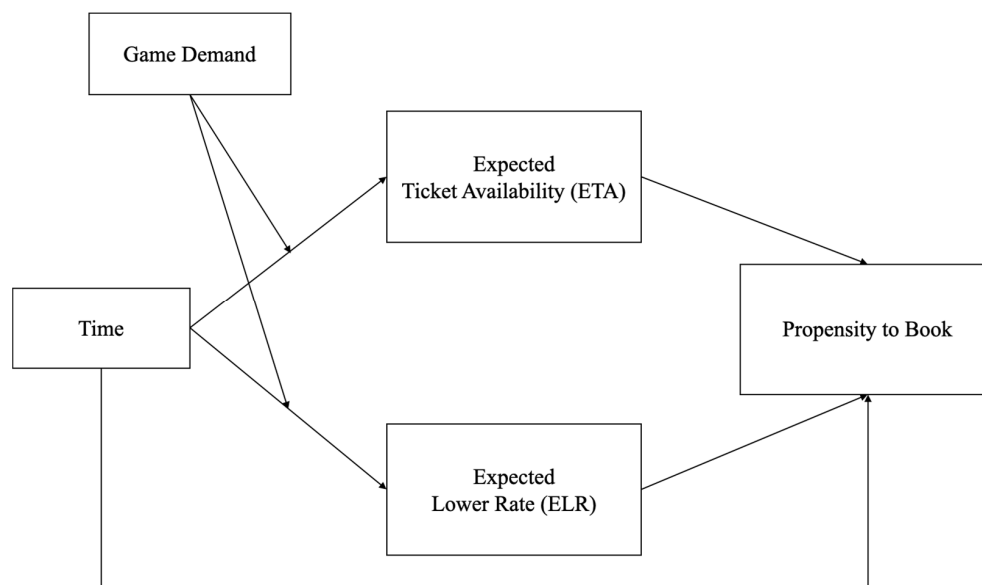 Game Demand
Expected
Ticket Availability (ETA)
Time
Propensity to Book
Expected
Lower Rate (ELR)